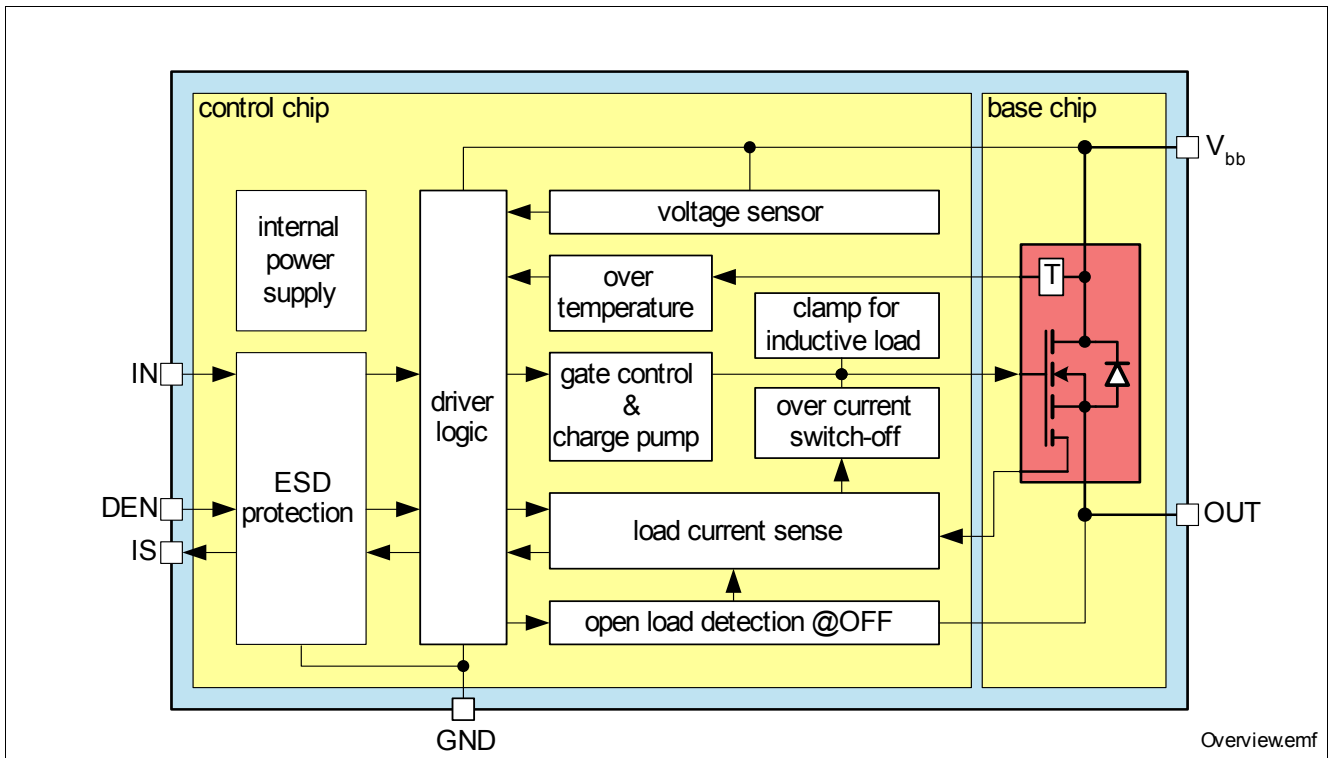 control chip
base chip
V bb
voltage sensor
internal
power
supply
over
temperature
T
clamp for
inductive load
IN
driver
logic
gate control
&
charge pump
over current
switch-off
ESD
protection
DEN
IS
load current sense
OUT
open load detection @OFF
GND
Overview.emf